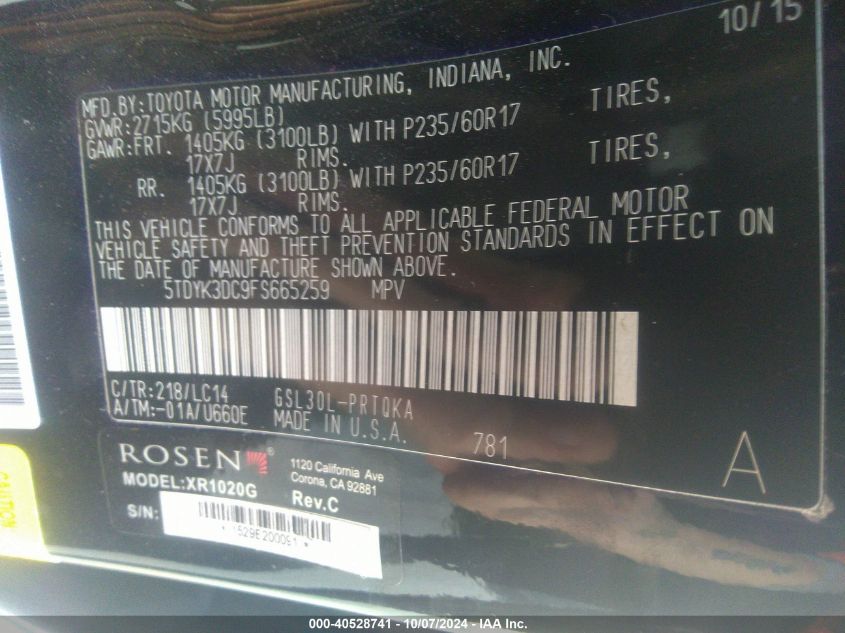 10/15
MFD.BY:TOYOTA MOTOR MANUFACTURING, INDIANA, INC.
GVWR:2715KG (5995LB)
GAWR:FRT. 1405KG (3100LB) WITH P235/60R17 TIRES,
17X7J RIMS.
RR. 1405KG (3100LB) WITH P235/60R17 TIRES,
17X7J RIMS.
THIS VEHICLE CONFORMS TO ALL APPLICABLE FEDERAL MOTOR
VEHICLE SAFETY AND THEFT PREVENTION STANDARDS IN EFFECT ON
THE DATE OF MANUFACTURE SHOWN ABOVE.
5TDYK3DC9FS665259 MPV
C/TR:218/LC14 GSL30L-PRTQKA
A/TM:-01A/U660E MADE IN U.S.A.
781
A
ROSEN®
1120 California Ave
Corona, CA 92881
MODEL:XR1020G Rev.C
S/N:
000-40528741 - 10/07/2024 - IAA Inc.